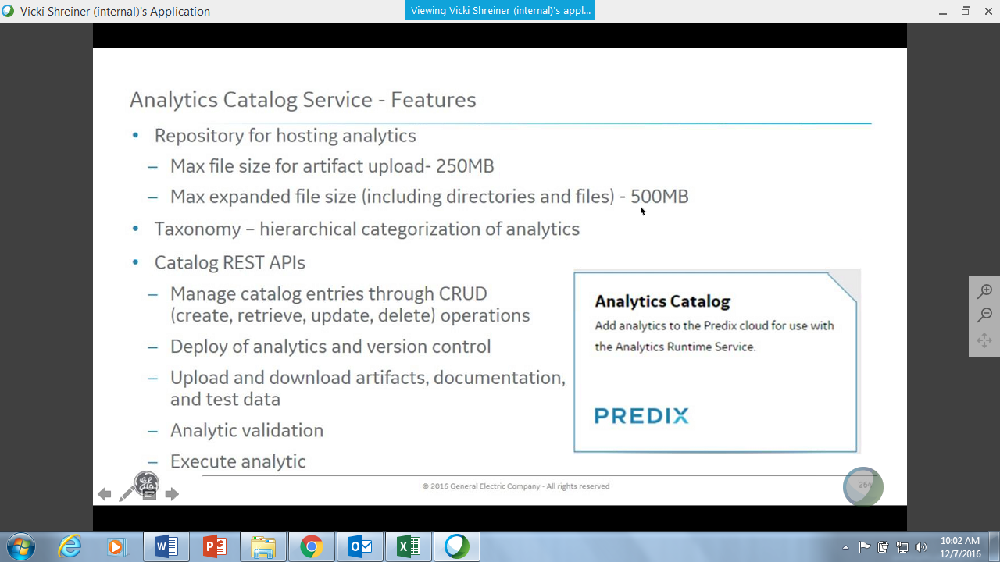 Vicki Shreiner (internal)'s Application
Viewing Vicki Shreiner (internal)'s appl...
Analytics Catalog Service - Features
• Repository for hosting analytics
– Max file size for artifact upload- 250MB
– Max expanded file size (including directories and files) - 500MB
• Taxonomy – hierarchical categorization of analytics
• Catalog REST APIs
– Manage catalog entries through CRUD
(create, retrieve, update, delete) operations
– Deploy of analytics and version control
– Upload and download artifacts, documentation,
and test data
– Analytic validation
– Execute analytic
Analytics Catalog
Add analytics to the Predix cloud for use with
the Analytics Runtime Service.
PREDIX
© 2016 General Electric Company - All rights reserved
264
10:02 AM
12/7/2016